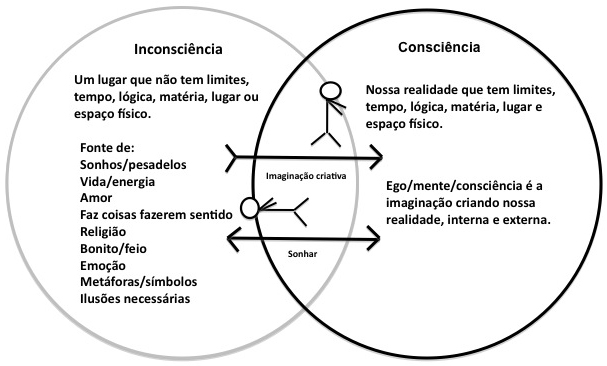 Inconsciência
Um lugar que não tem limites,
tempo, lógica, matéria, lugar ou
espaço físico.
Fonte de:
Sonhos/pesadelos
Vida/energia
Amor
Faz coisas fazerem sentido
Religião
Bonito/feio
Emoção
Metáforas/símbolos
Ilusões necessárias
Imaginação criativa
Sonhar
Consciência
Nossa realidade que tem limites,
tempo, lógica, matéria, lugar e
espaço físico.
Ego/mente/consciência é a
imaginação criando nossa
realidade, interna e externa.